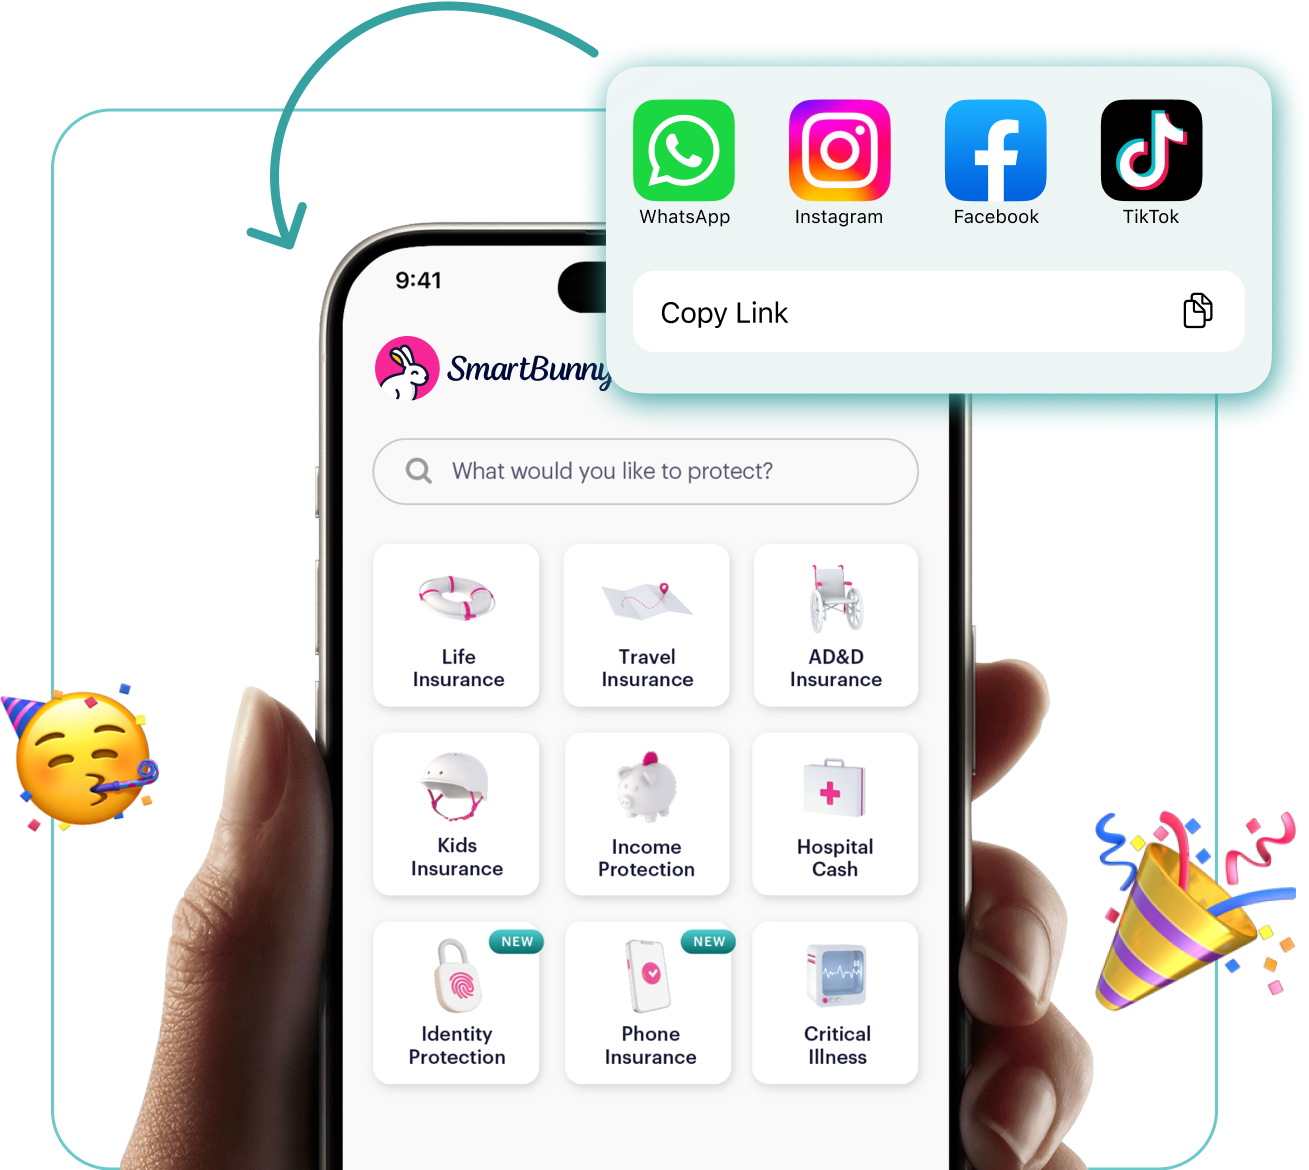 WhatsApp
Instagram
Facebook
TikTok
Copy Link
9:41
SmartBunny
What would you like to protect?
Life
Insurance
Travel
Insurance
AD&D
Insurance
Kids
Insurance
Income
Protection
Hospital
Cash
NEW
Identity
Protection
NEW
Phone
Insurance
Critical
Illness